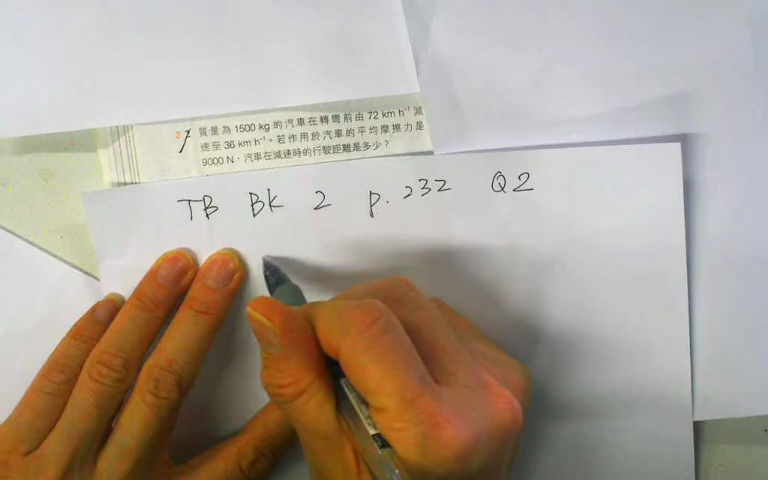 2 質量為 1500 kg 的汽車在轉彎前由 72 km h⁻¹ 減
速至 36 km h⁻¹。若作用於汽車的平均摩擦力是
9000 N，汽車在減速時的行駛距離是多少？
TB BK 2 p. 232 Q2